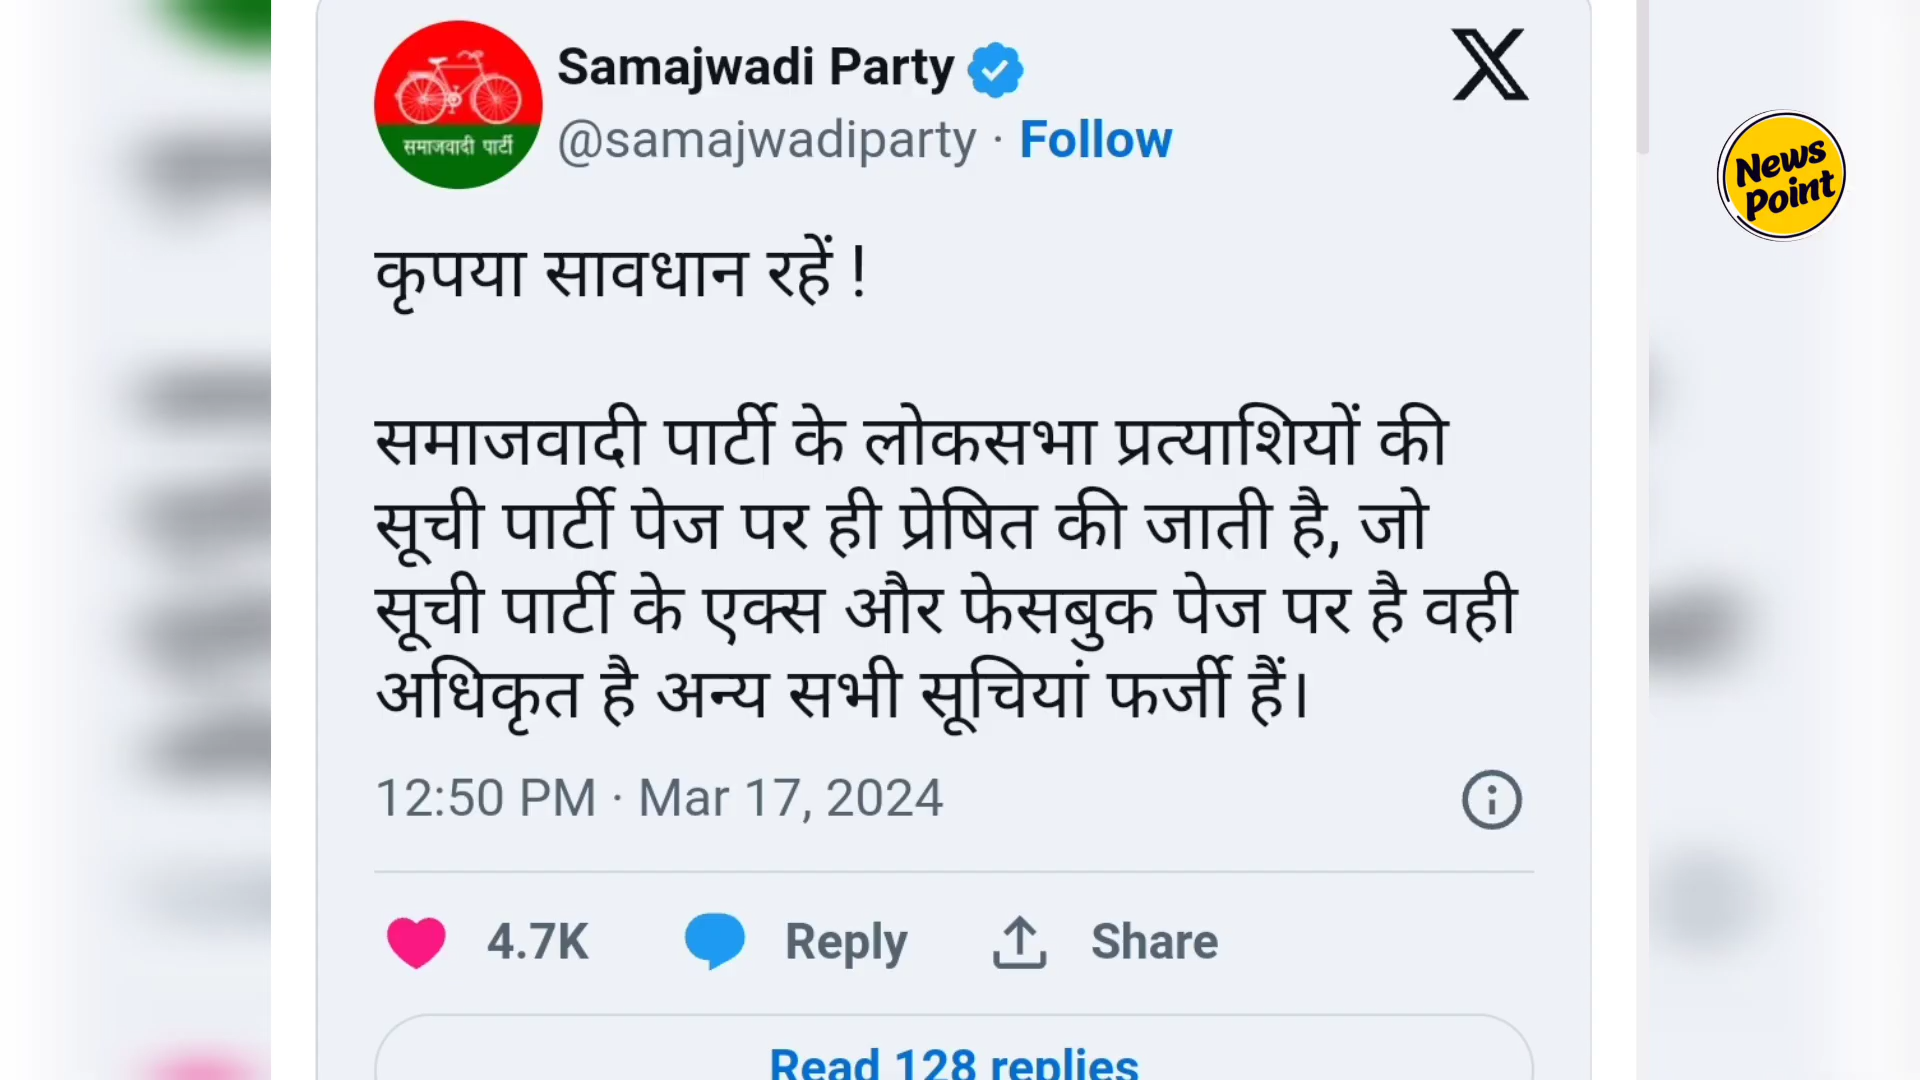 Samajwadi Party
@samajwadiparty · Follow
समाजवादी पार्टी
News
Point
कृपया सावधान रहें !
समाजवादी पार्टी के लोकसभा प्रत्याशियों की
सूची पार्टी पेज पर ही प्रेषित की जाती है, जो
सूची पार्टी के एक्स और फेसबुक पेज पर है वही
अधिकृत है अन्य सभी सूचियां फर्जी हैं।
12:50 PM · Mar 17, 2024
4.7K Reply Share
Read 128 replies